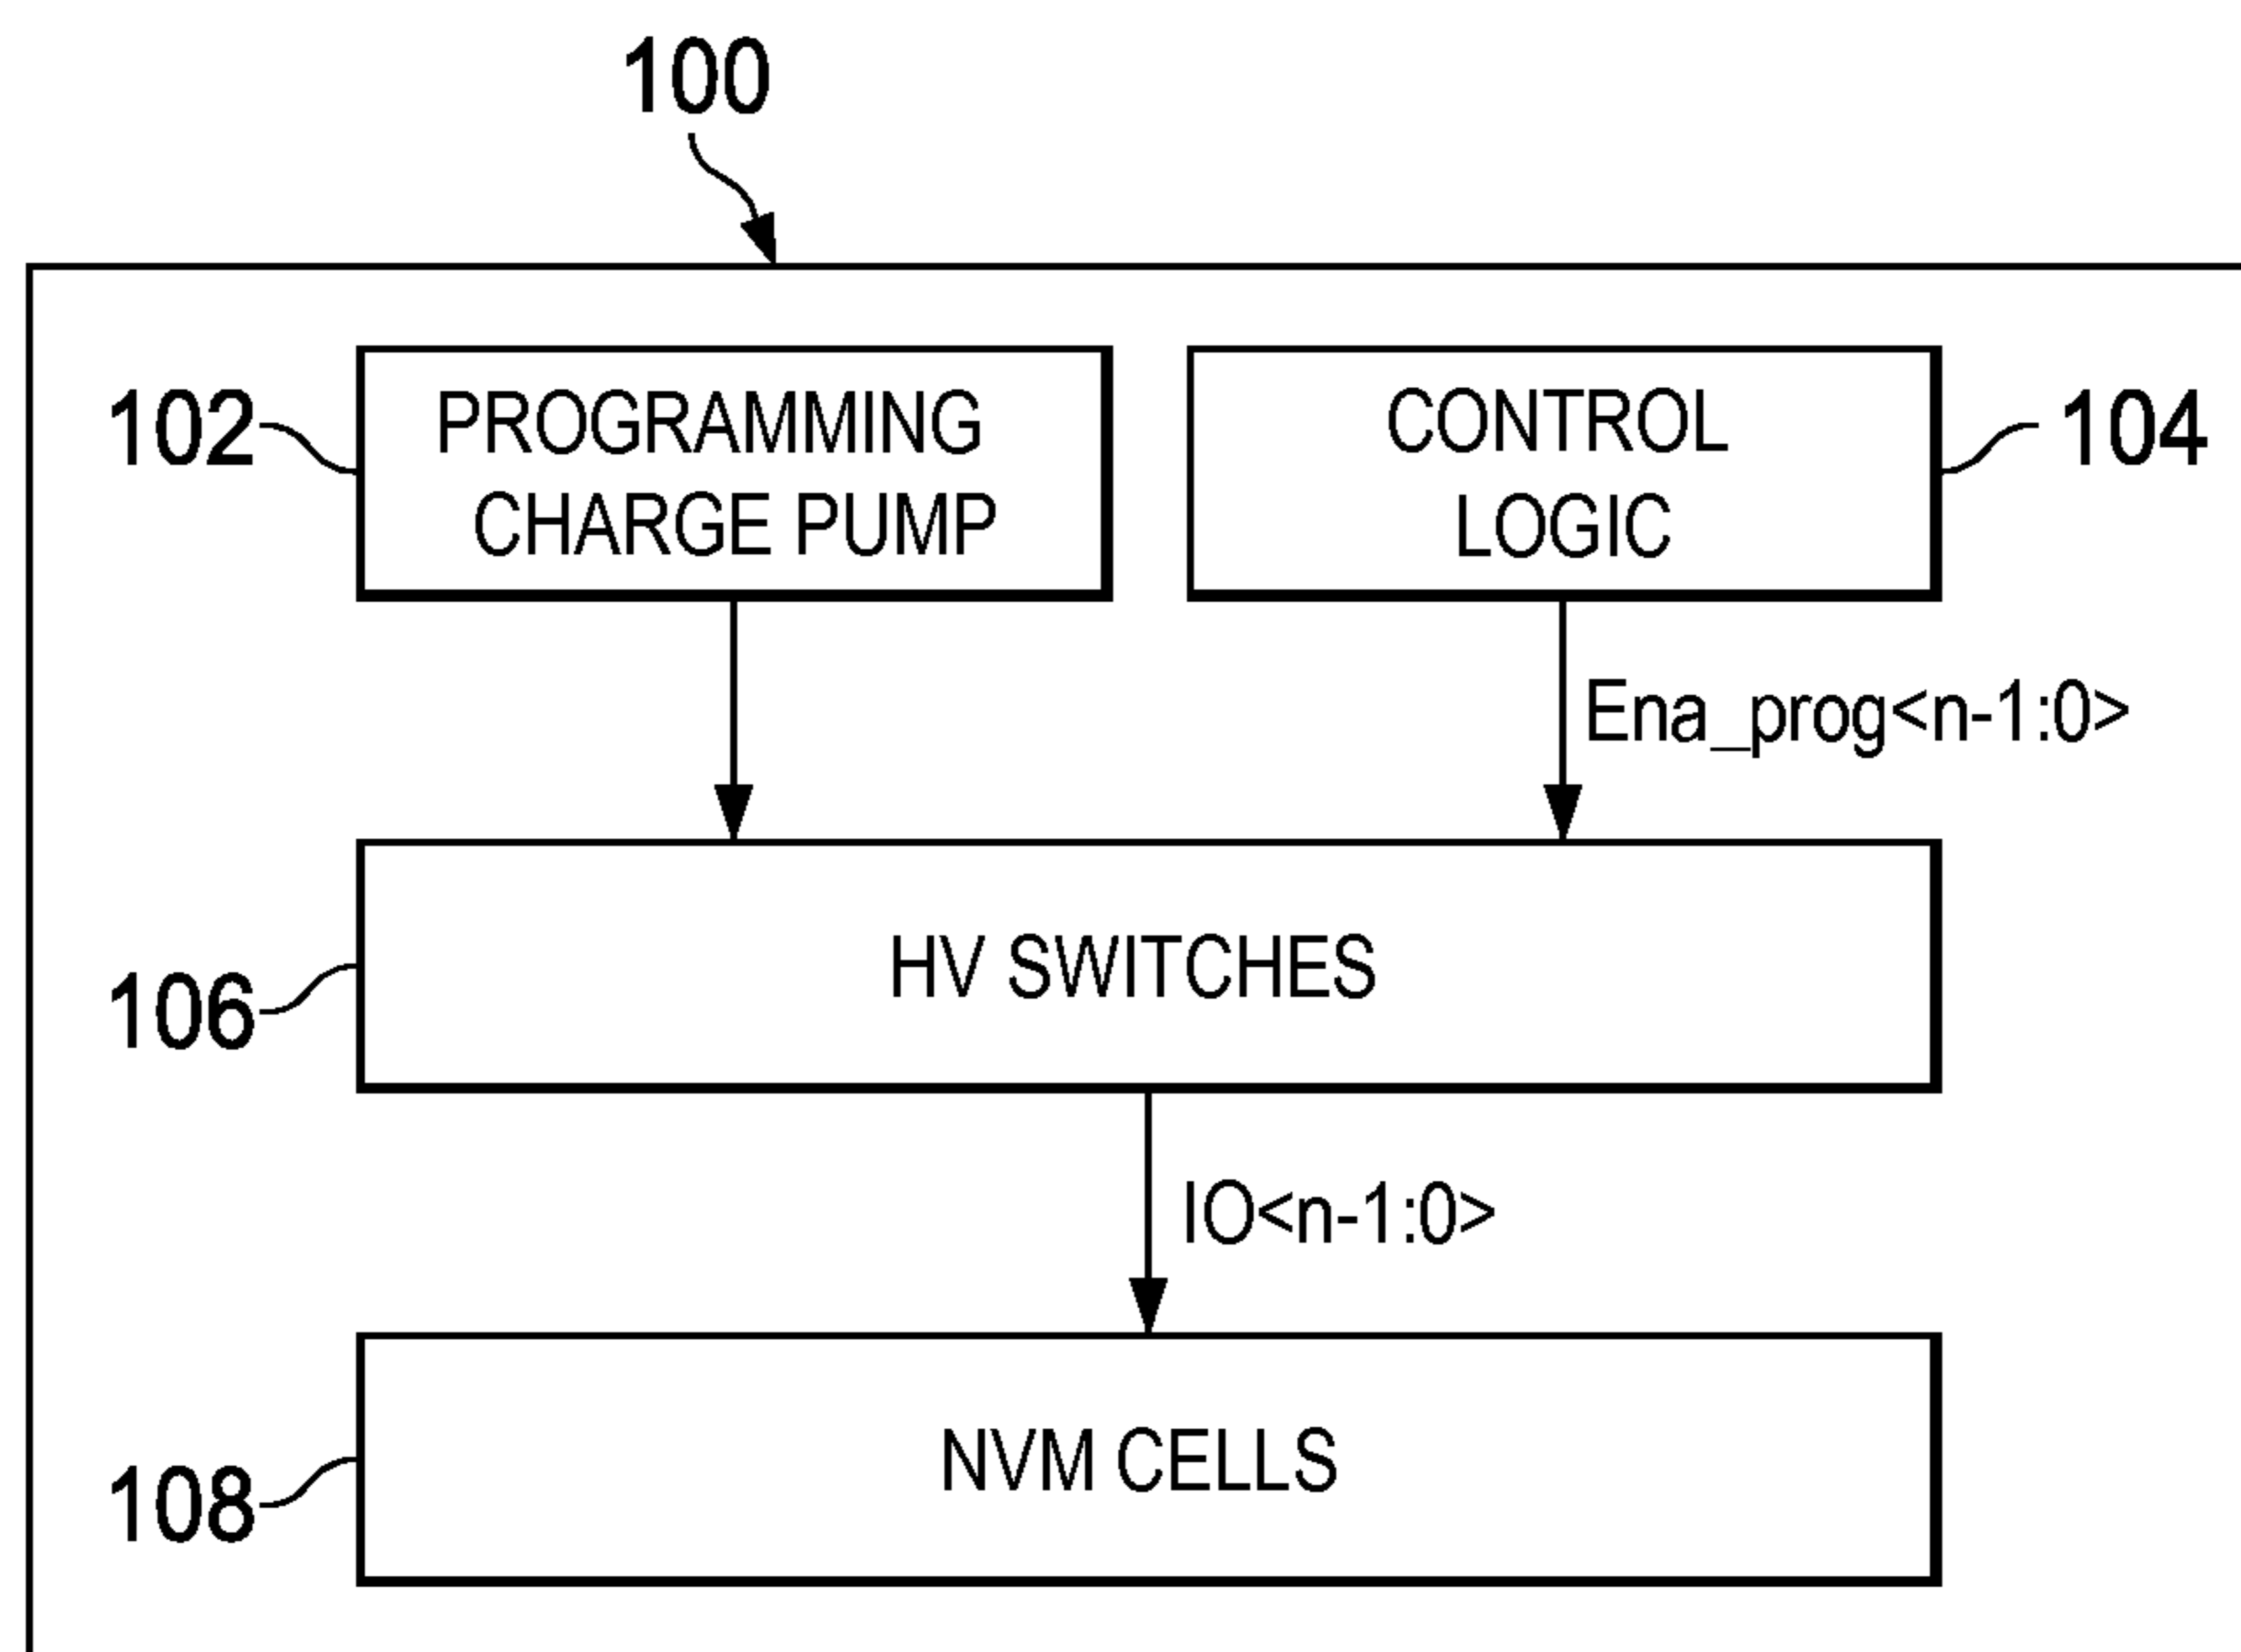 100
102
PROGRAMMING
CHARGE PUMP
CONTROL
LOGIC
104
Ena_prog<n-1:0>
HV SWITCHES
106
IO<n-1:0>
NVM CELLS
108